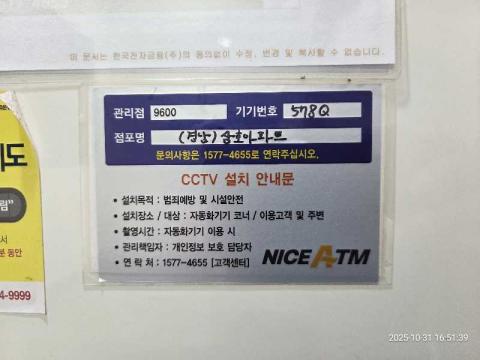 이 문서는 한국전자금융(주)의 동의없이 수정, 변경 및 복사할 수 없습니다.
관리점 9600 기기번호 578Q
점포명 (경남)
문의사항은 1577-4655로 연락주십시오.
CCTV 설치 안내문
• 설치목적 : 범죄예방 및 시설안전
• 설치장소 / 대상 : 자동화기기 코너 / 이용고객 및 주변
• 촬영시간 : 자동화기기 이용 시
• 관리책임자 : 개인정보 보호 담당자
• 연 락 처 : 1577-4655 [고객센터]
NICE ATM
분 동안
4-9999
2025-10-31 16:51:39